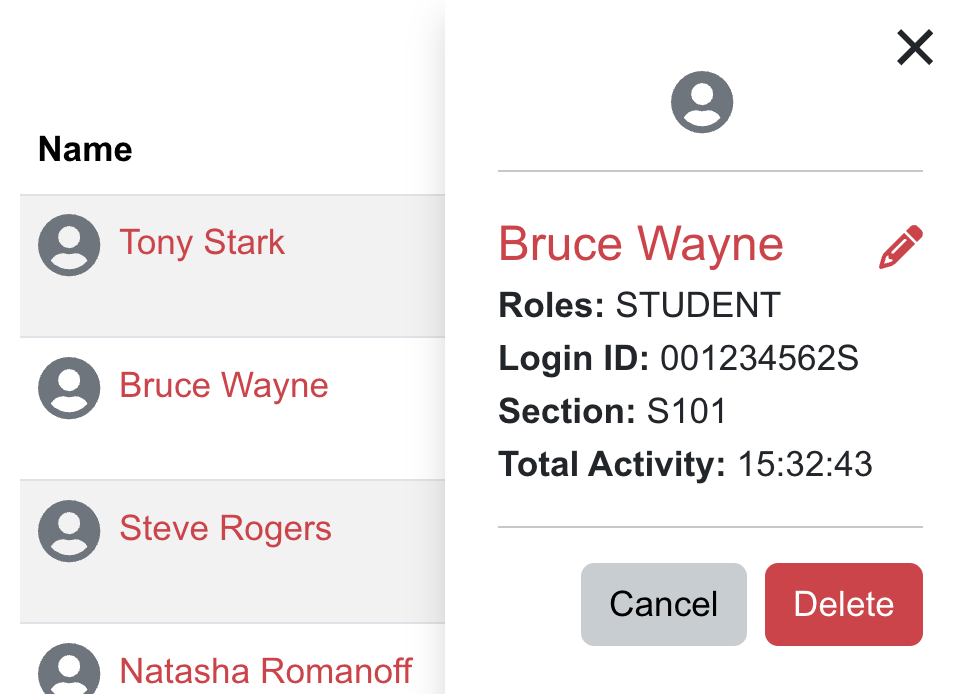 Name
Tony Stark
Bruce Wayne
Steve Rogers
Natasha Romanoff
Bruce Wayne
Roles: STUDENT
Login ID: 001234562S
Section: S101
Total Activity: 15:32:43
Cancel
Delete